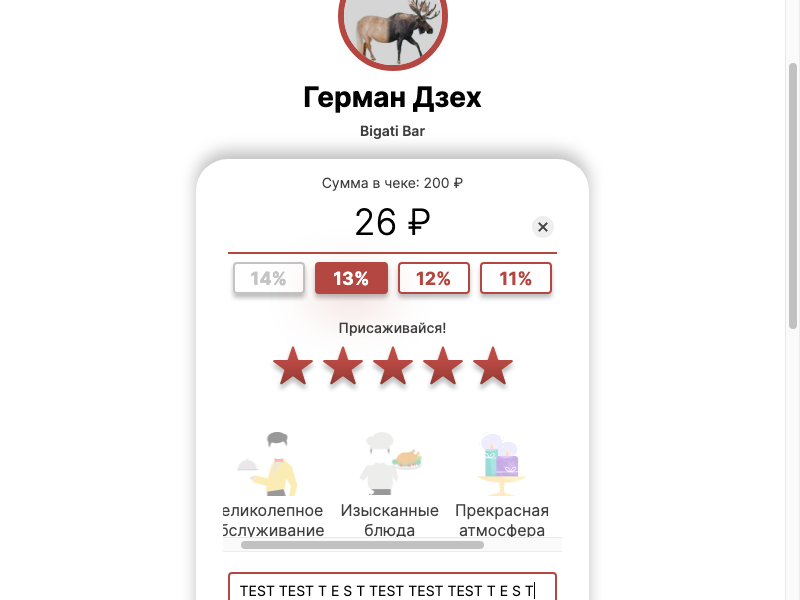 Герман Дзех
Bigati Bar
Сумма в чеке: 200 ₽
26 ₽
14% 13% 12% 11%
Присаживайся!
еликолепное Изысканные Прекрасная
бслуживание блюда атмосфера
TEST TEST T E S T TEST TEST TEST T E S T